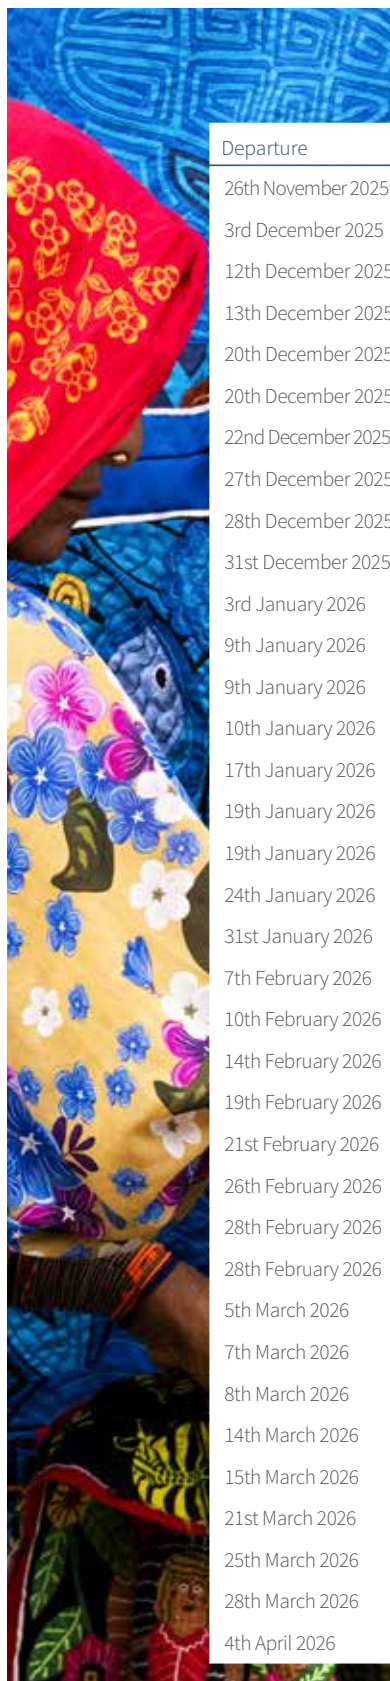 Departure
26th November 2025
3rd December 2025
12th December 2025
13th December 2025
20th December 2025
20th December 2025
22nd December 2025
27th December 2025
28th December 2025
31st December 2025
3rd January 2026
9th January 2026
9th January 2026
10th January 2026
17th January 2026
19th January 2026
19th January 2026
24th January 2026
31st January 2026
7th February 2026
10th February 2026
14th February 2026
19th February 2026
21st February 2026
26th February 2026
28th February 2026
28th February 2026
5th March 2026
7th March 2026
8th March 2026
14th March 2026
15th March 2026
21st March 2026
25th March 2026
28th March 2026
4th April 2026